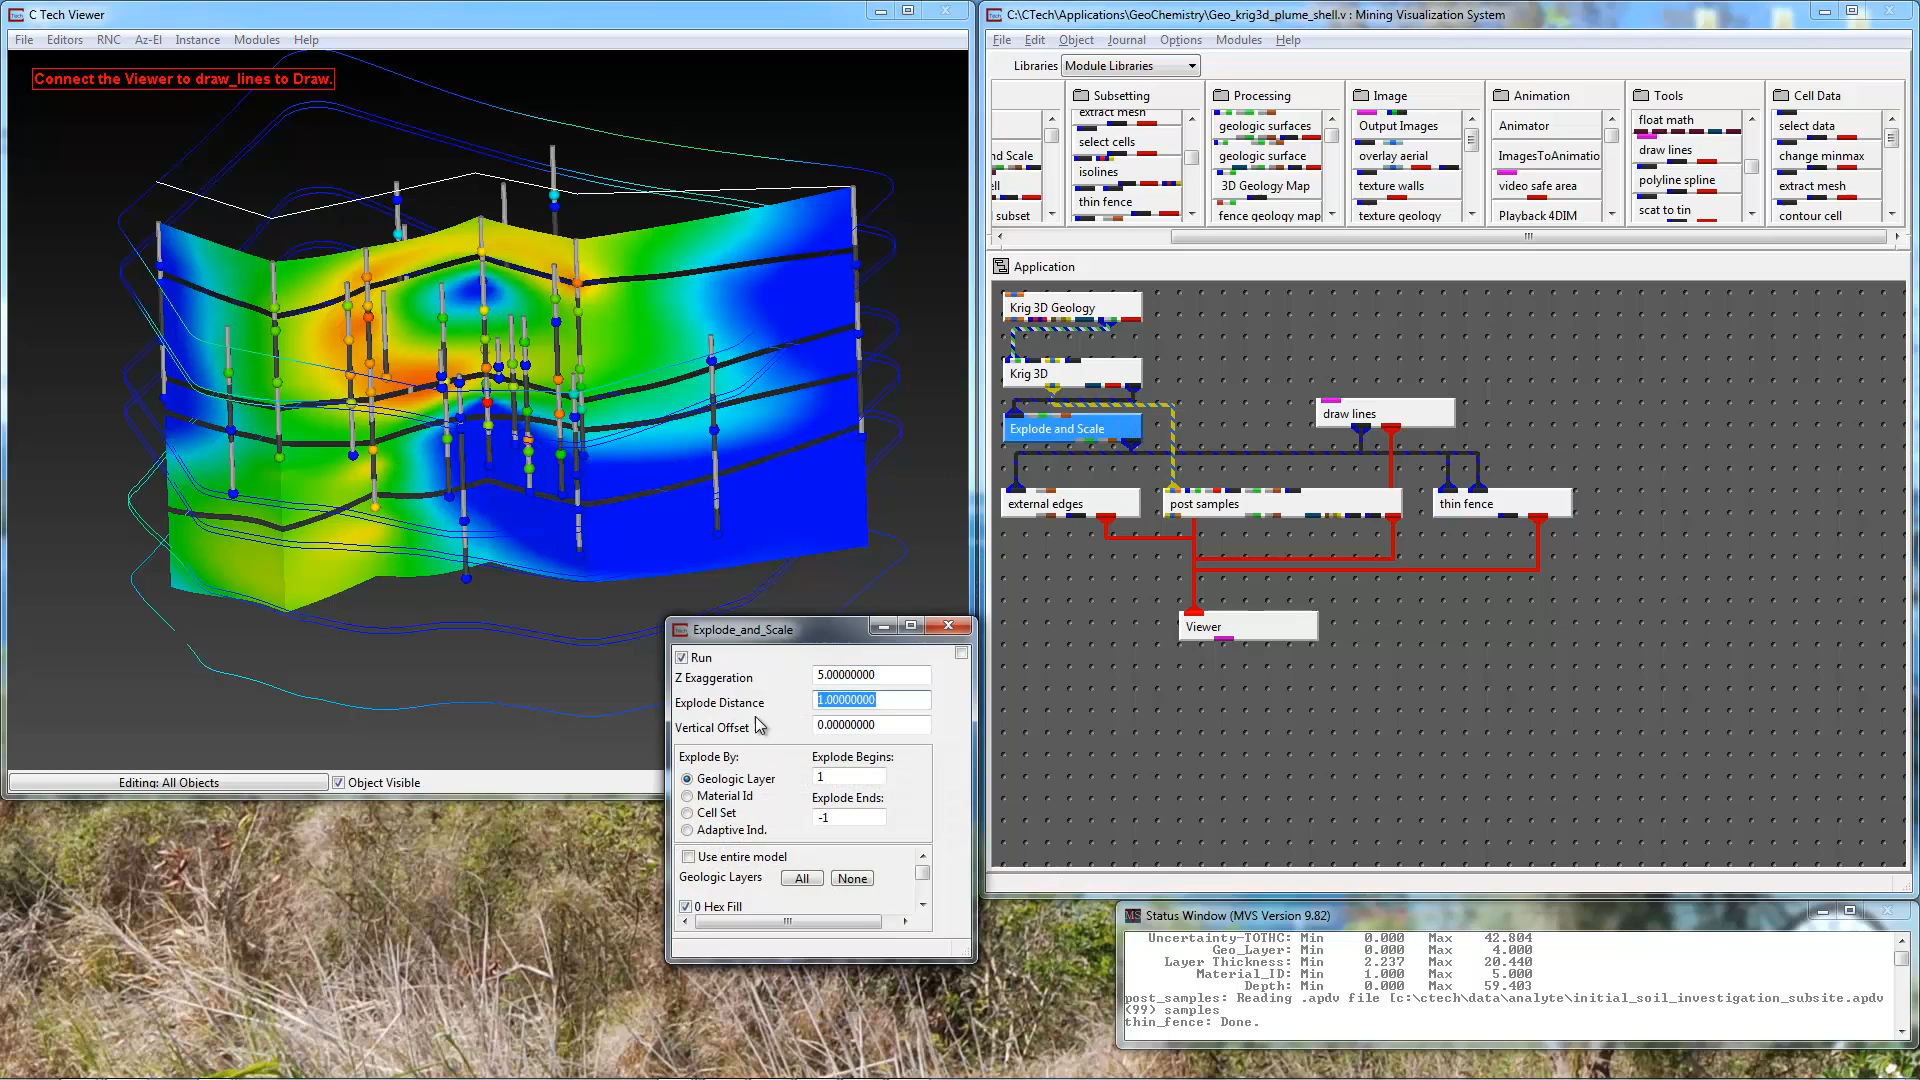 C Tech Viewer
File Editors RNC Az-El Instance Modules Help
Connect the Viewer to draw_lines to Draw.
Editing: All Objects
Object Visible
C:\CTech\Applications\GeoChemistry\Geo_krig3d_plume_shell.v : Mining Visualization System
File Edit Object Journal Options Modules Help
Libraries Module Libraries
nd Scale
ell
subset
Subsetting
extract mesh
select cells
isolines
thin fence
Processing
geologic surfaces
geologic surface
3D Geology Map
fence geology map
Image
Output Images
overlay aerial
texture walls
texture geology
Animation
Animator
ImagesToAnimatio
video safe area
Playback 4DIM
Tools
float math
draw lines
polyline spline
scat to tin
Cell Data
select data
change minmax
extract mesh
contour cell
Application
Krig 3D Geology
Krig 3D
Explode and Scale
draw lines
external edges
post samples
thin fence
Viewer
Explode_and_Scale
Run
Z Exaggeration 5.00000000
Explode Distance 1.00000000
Vertical Offset 0.00000000
Explode By:
Geologic Layer
Material Id
Cell Set
Adaptive Ind.
Explode Begins:
1
Explode Ends:
-1
Use entire model
Geologic Layers All None
0 Hex Fill
Status Window (MVS Version 9.82)
Uncertainty-TOTHC: Min 0.000 Max 42.804
Geo_Layer: Min 0.000 Max 4.000
Layer Thickness: Min 2.237 Max 20.440
Material_ID: Min 1.000 Max 5.000
Depth: Min 0.000 Max 59.403
post_samples: Reading .apdv file [c:\ctech\data\analyte\initial_soil_investigation_subsite.apdv
(99) samples
thin_fence: Done.